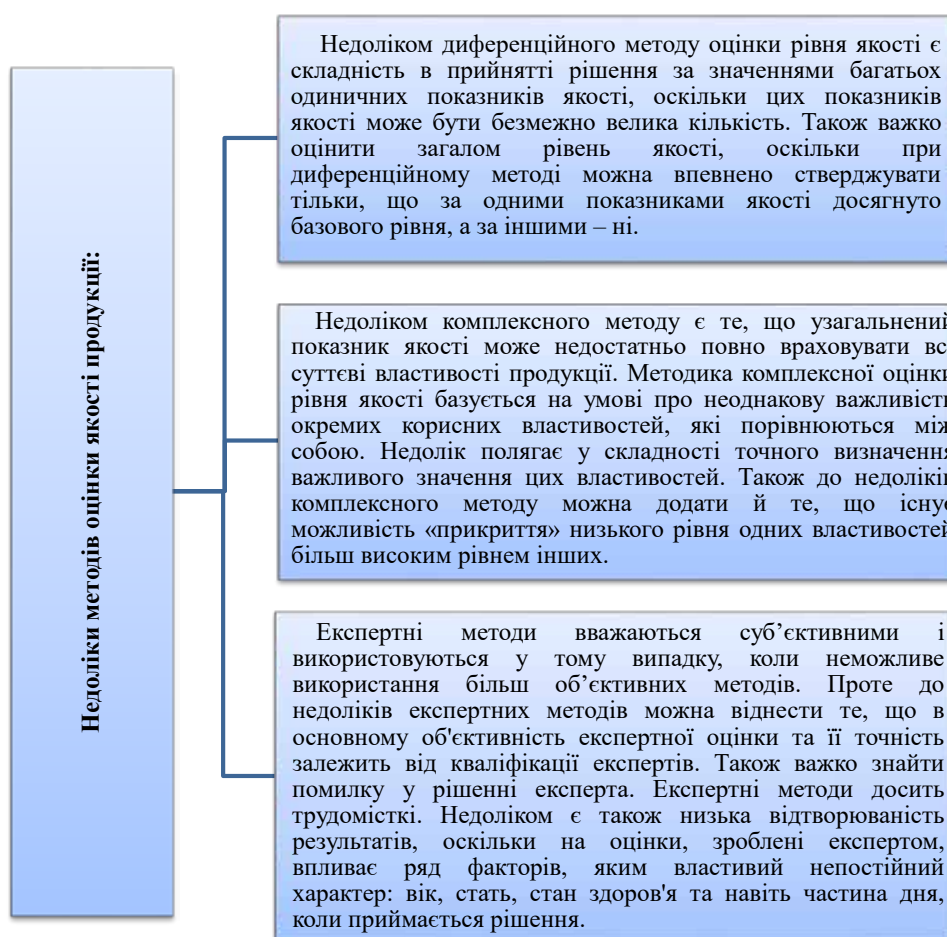 Недоліки методів оцінки якості продукції:
Недоліком диференційного методу оцінки рівня якості є
складність в прийнятті рішення за значеннями багатьох
одиничних показників якості, оскільки цих показників
якості може бути безмежно велика кількість. Також важко
оцінити загалом рівень якості, оскільки при
диференційному методі можна впевнено стверджувати
тільки, що за одними показниками якості досягнуто
базового рівня, а за іншими – ні.
Недоліком комплексного методу є те, що узагальнений
показник якості може недостатньо повно враховувати всі
суттєві властивості продукції. Методика комплексної оцінки
рівня якості базується на умові про неоднакову важливість
окремих корисних властивостей, які порівнюються між
собою. Недолік полягає у складності точного визначення
важливого значення цих властивостей. Також до недоліків
комплексного методу можна додати й те, що існує
можливість «прикриття» низького рівня одних властивостей
більш високим рівнем інших.
Експертні методи вважаються суб’єктивними і
використовуються у тому випадку, коли неможливе
використання більш об’єктивних методів. Проте до
недоліків експертних методів можна віднести те, що в
основному об'єктивність експертної оцінки та її точність
залежить від кваліфікації експертів. Також важко знайти
помилку у рішенні експерта. Експертні методи досить
трудомісткі. Недоліком є також низька відтворюваність
результатів, оскільки на оцінки, зроблені експертом,
впливає ряд факторів, яким властивий непостійний
характер: вік, стать, стан здоров'я та навіть частина дня,
коли приймається рішення.